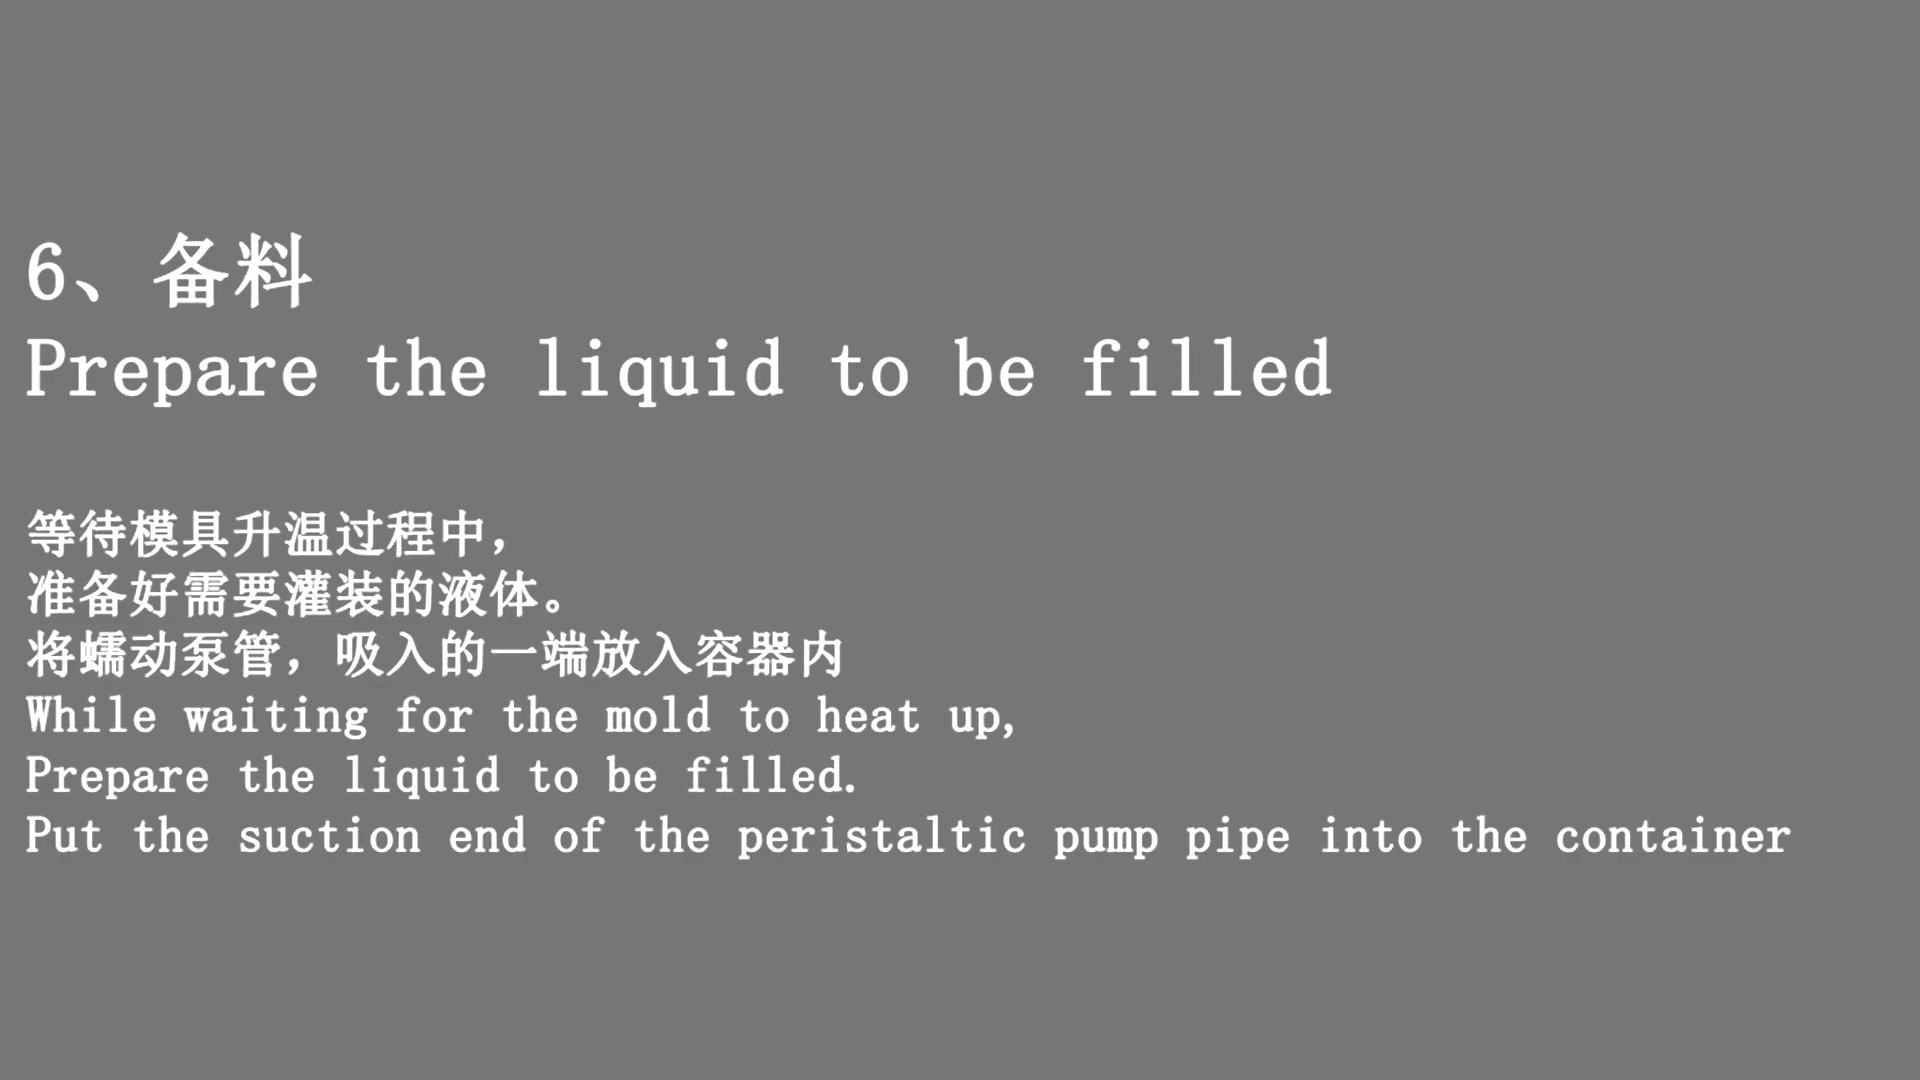 6、备料
Prepare the liquid to be filled
等待模具升温过程中，
准备好需要灌装的液体。
将蠕动泵管，吸入的一端放入容器内
While waiting for the mold to heat up,
Prepare the liquid to be filled.
Put the suction end of the peristaltic pump pipe into the container